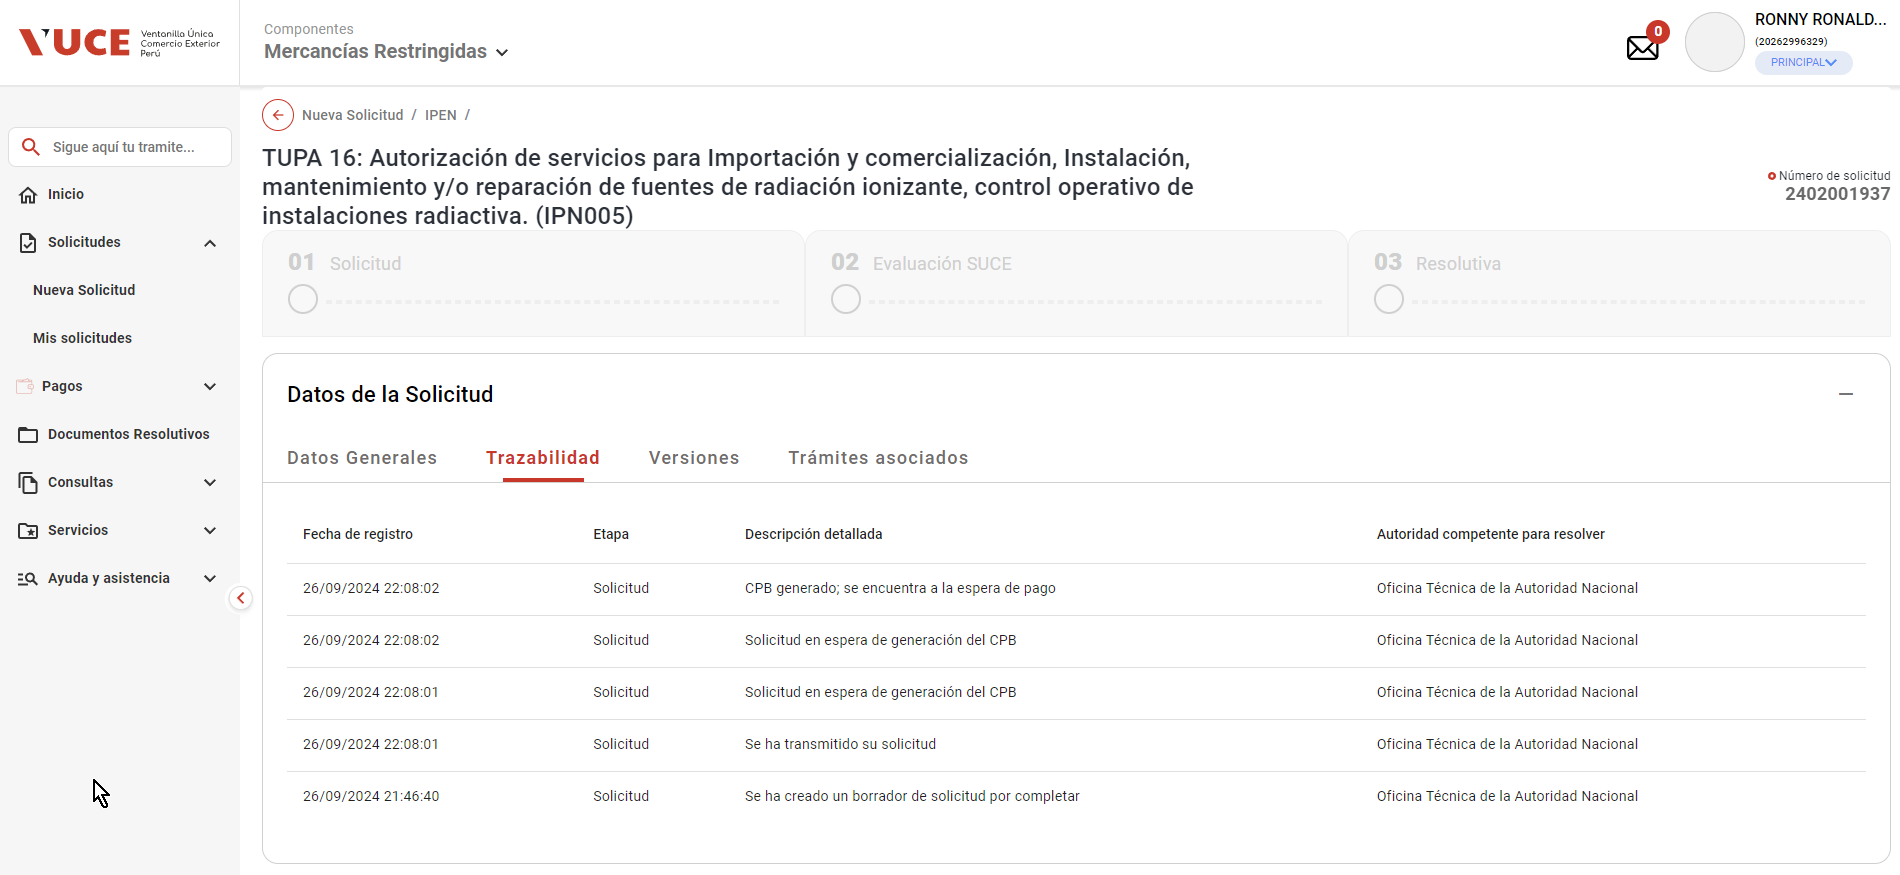 VUCE
Ventanilla Única
Comercio Exterior
Perú
Componentes
Mercancías Restringidas
0
RONNY RONALD...
(20262996329)
PRINCIPAL
Sigue aquí tu tramite...
Inicio
Solicitudes
Nueva Solicitud
Mis solicitudes
Pagos
Documentos Resolutivos
Consultas
Servicios
Ayuda y asistencia
Nueva Solicitud / IPEN /
TUPA 16: Autorización de servicios para Importación y comercialización, Instalación,
mantenimiento y/o reparación de fuentes de radiación ionizante, control operativo de
instalaciones radiactiva. (IPN005)
Número de solicitud
2402001937
01 Solicitud
02 Evaluación SUCE
03 Resolutiva
Datos de la Solicitud
Datos Generales Trazabilidad Versiones Trámites asociados
Fecha de registro Etapa Descripción detallada Autoridad competente para resolver
26/09/2024 22:08:02 Solicitud CPB generado; se encuentra a la espera de pago Oficina Técnica de la Autoridad Nacional
26/09/2024 22:08:02 Solicitud Solicitud en espera de generación del CPB Oficina Técnica de la Autoridad Nacional
26/09/2024 22:08:01 Solicitud Solicitud en espera de generación del CPB Oficina Técnica de la Autoridad Nacional
26/09/2024 22:08:01 Solicitud Se ha transmitido su solicitud Oficina Técnica de la Autoridad Nacional
26/09/2024 21:46:40 Solicitud Se ha creado un borrador de solicitud por completar Oficina Técnica de la Autoridad Nacional